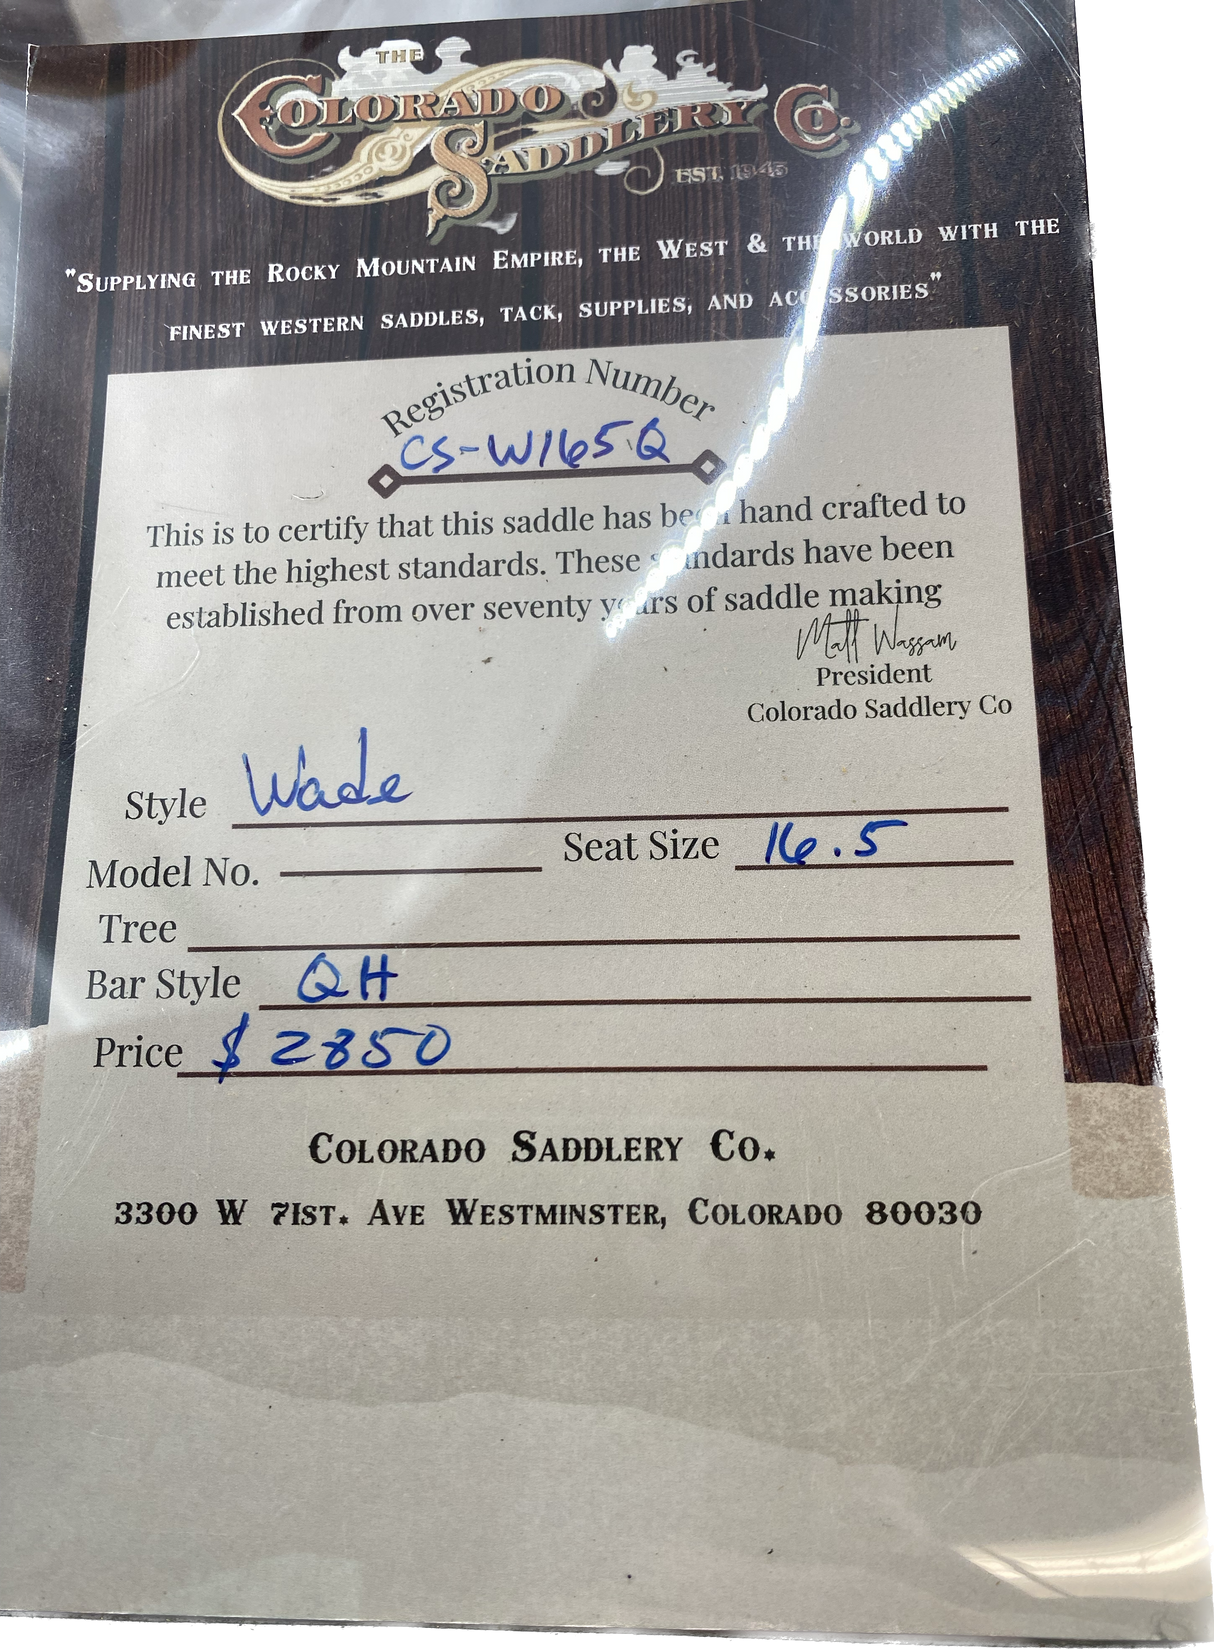 THE
COLORADO
SADDLERY CO.
EST. 1945
"SUPPLYING THE ROCKY MOUNTAIN EMPIRE, THE WEST & THE WORLD WITH THE
FINEST WESTERN SADDLES, TACK, SUPPLIES, AND ACCESSORIES"
Registration Number
CS-W165Q
This is to certify that this saddle has been hand crafted to
meet the highest standards. These standards have been
established from over seventy years of saddle making
Matt Wassam
President
Colorado Saddlery Co
Style Wade
Model No. Seat Size 16.5
Tree
Bar Style QH
Price $ 2850
COLORADO SADDLERY CO.
3300 W 71ST. AVE WESTMINSTER, COLORADO 80030